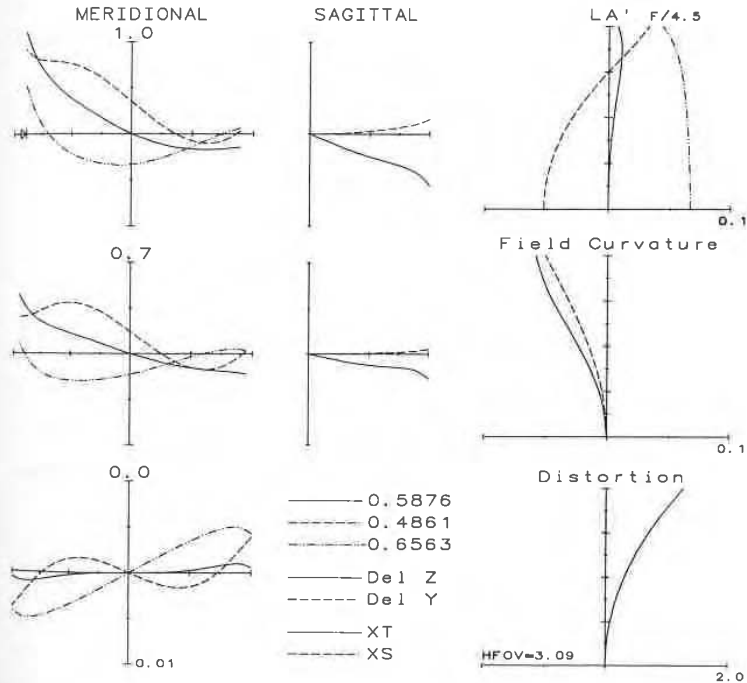 MERIDIONAL
SAGITTAL
LA' F/4.5
1.0
0.1
Field Curvature
0.7
0.1
0.0
Distortion
0.5876
0.4861
0.6563
Del Z
Del Y
XT
XS
0.01
HFOV=3.09
2.0